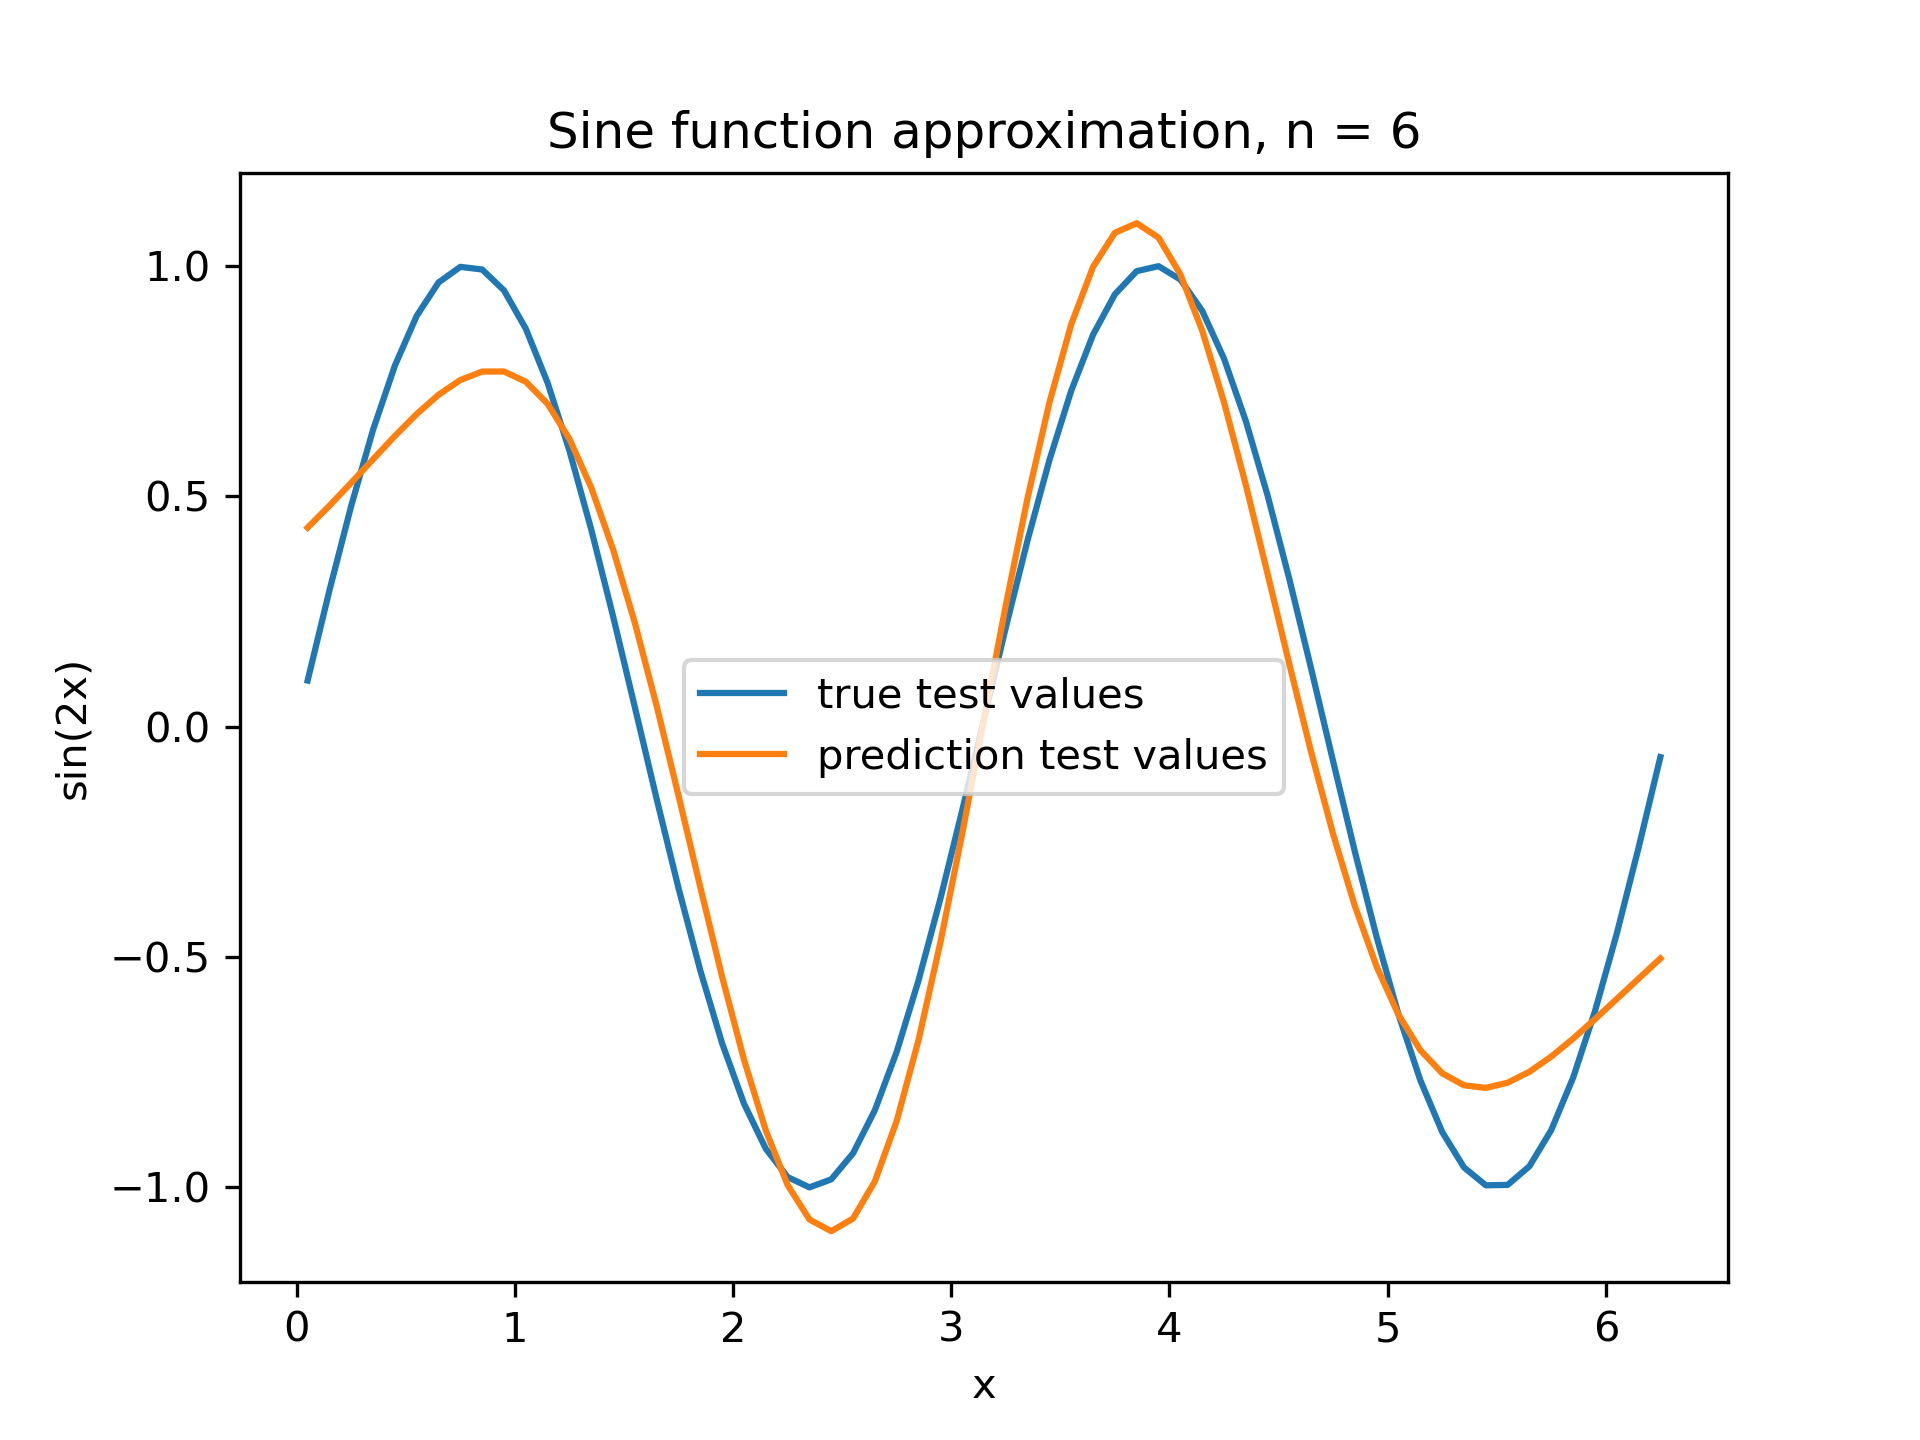 Sine function approximation, n = 6
1.0
0.5
0.0
−0.5
−1.0
sin(2x)
true test values
prediction test values
0 1 2 3 4 5 6
x